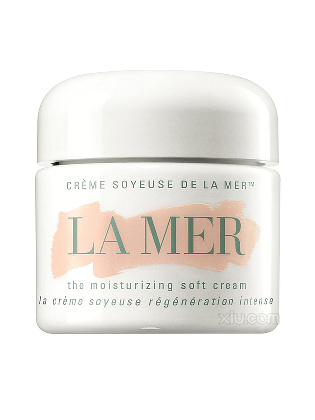 CRÈME SOYEUSE DE LA MER™
LA MER
the moisturizing soft cream
la crème soyeuse régénération intense
xiu.com